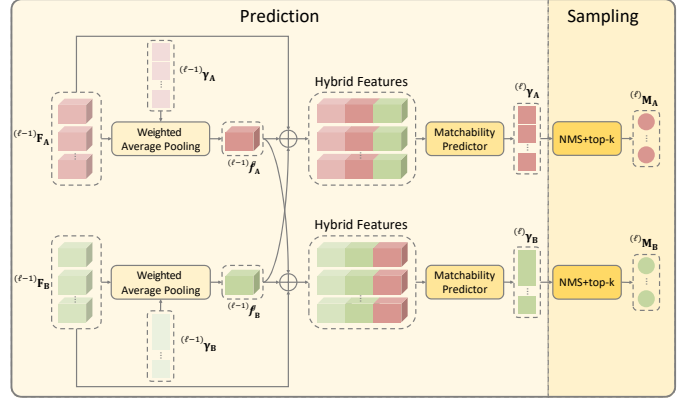 Prediction
Sampling
(ℓ−1)γA
Hybrid Features
(ℓ)γA
(ℓ)MA
(ℓ−1)FA
Weighted
Average Pooling
Matchability
Predictor
NMS+top-k
(ℓ−1)f̂A
Hybrid Features
(ℓ)γB
(ℓ)MB
(ℓ−1)FB
Weighted
Average Pooling
Matchability
Predictor
NMS+top-k
(ℓ−1)f̂B
(ℓ−1)γB